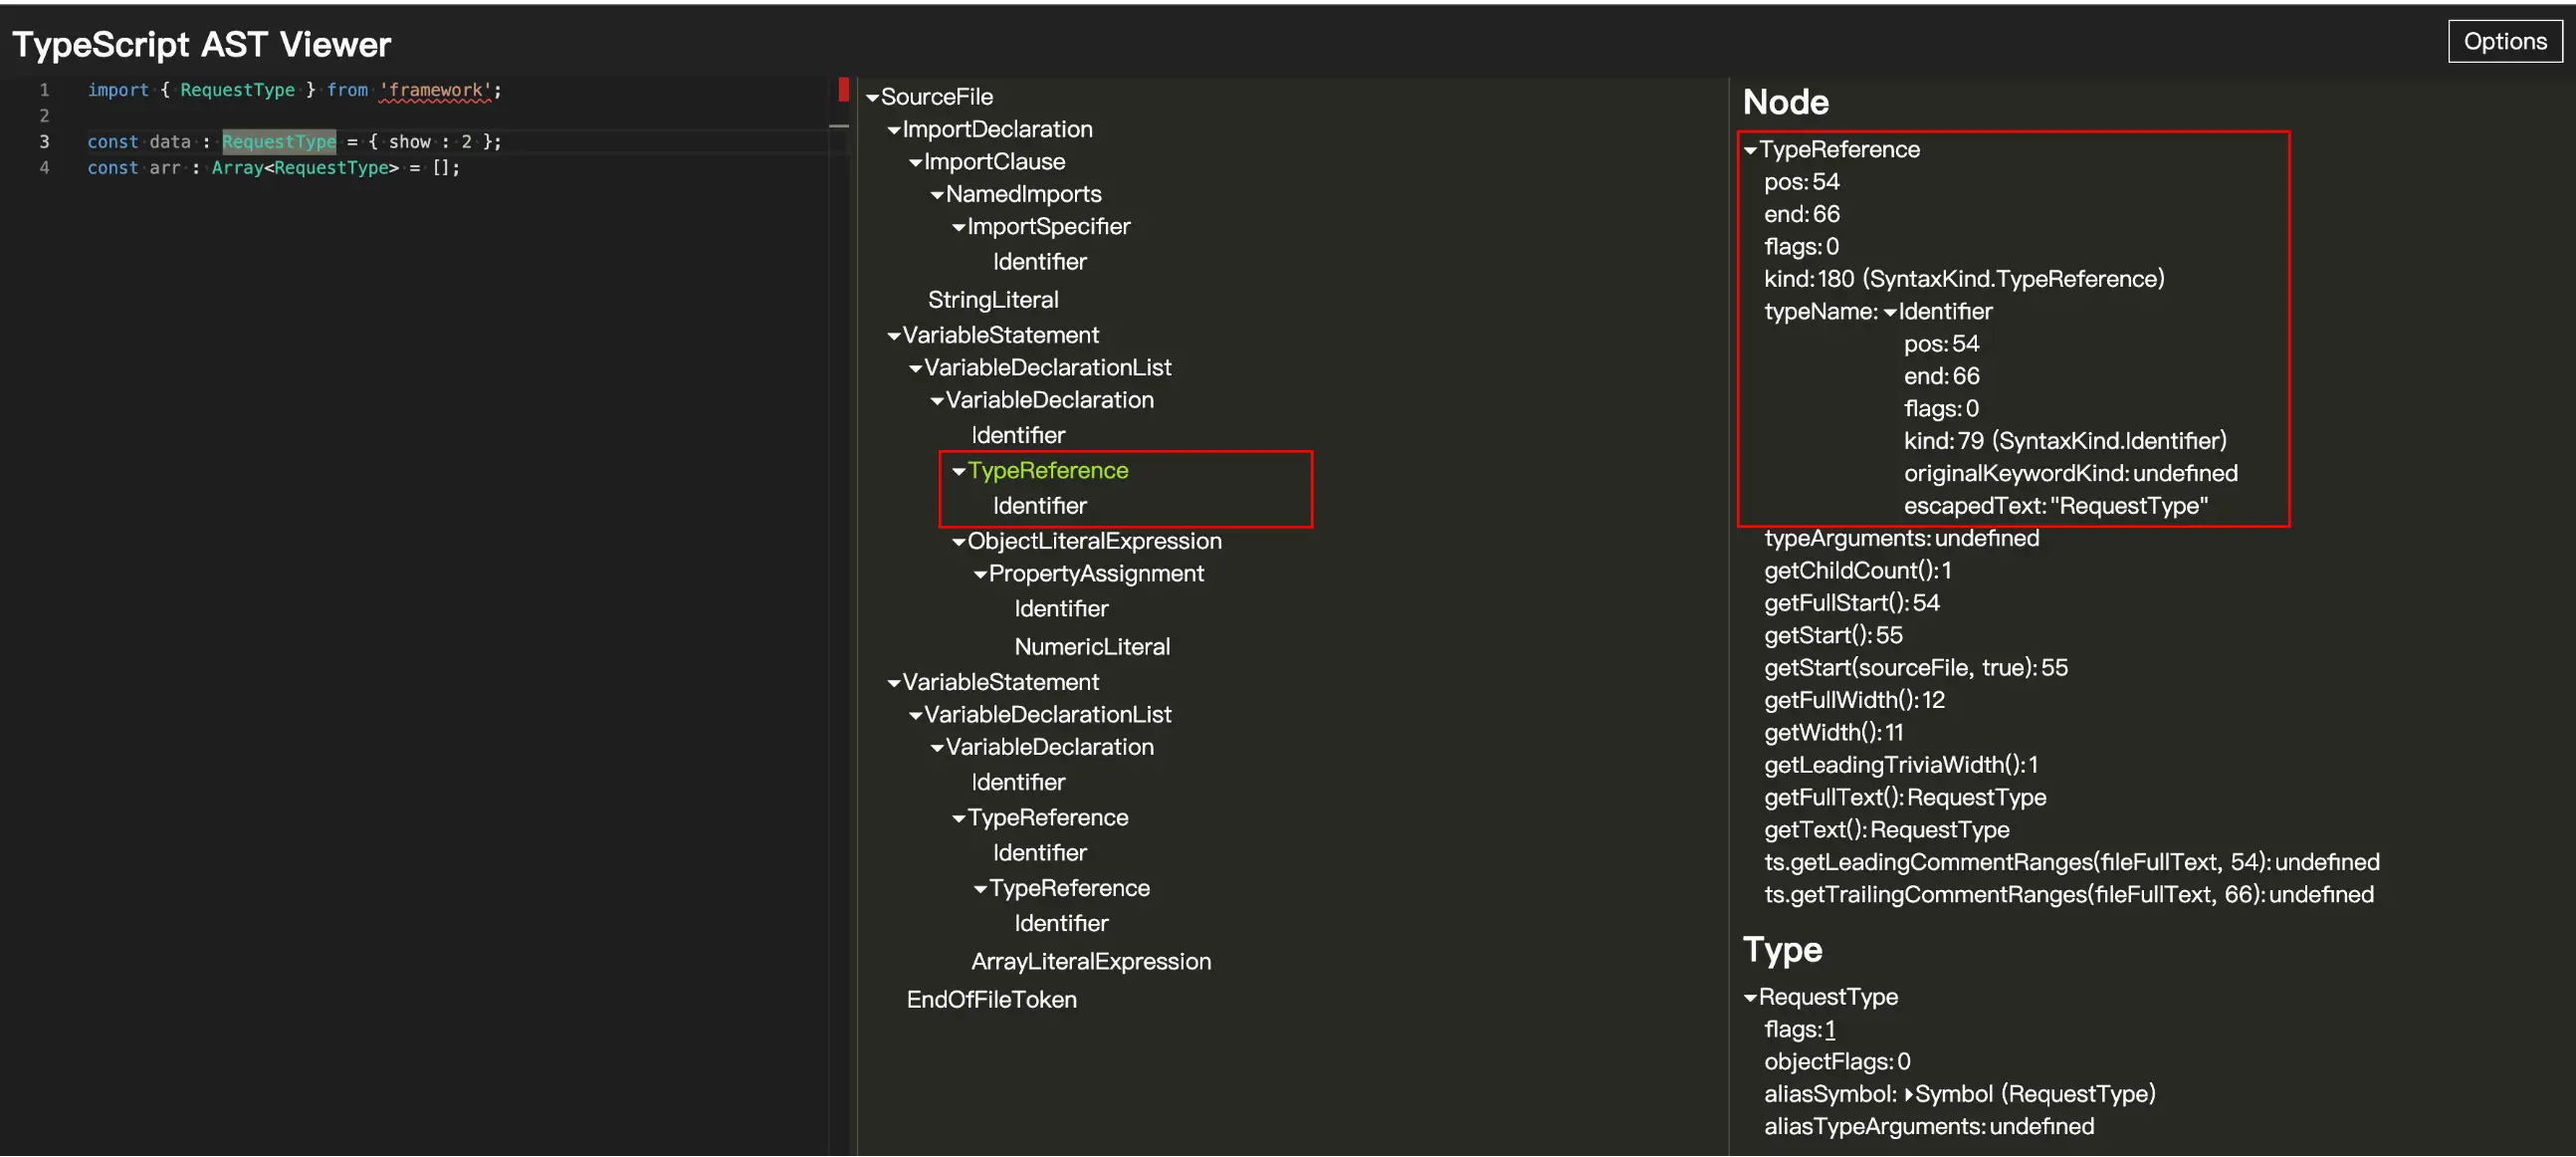 TypeScript AST Viewer
Options
1 import { RequestType } from 'framework';
2
3 const data : RequestType = { show : 2 };
4 const arr : Array<RequestType> = [];
SourceFile
ImportDeclaration
ImportClause
NamedImports
ImportSpecifier
Identifier
StringLiteral
VariableStatement
VariableDeclarationList
VariableDeclaration
Identifier
TypeReference
Identifier
ObjectLiteralExpression
PropertyAssignment
Identifier
NumericLiteral
VariableStatement
VariableDeclarationList
VariableDeclaration
Identifier
TypeReference
Identifier
TypeReference
Identifier
ArrayLiteralExpression
EndOfFileToken
Node
TypeReference
pos: 54
end: 66
flags: 0
kind: 180 (SyntaxKind.TypeReference)
typeName: Identifier
pos: 54
end: 66
flags: 0
kind: 79 (SyntaxKind.Identifier)
originalKeywordKind: undefined
escapedText: "RequestType"
typeArguments: undefined
getChildCount(): 1
getFullStart(): 54
getStart(): 55
getStart(sourceFile, true): 55
getFullWidth(): 12
getWidth(): 11
getLeadingTriviaWidth(): 1
getFullText(): RequestType
getText(): RequestType
ts.getLeadingCommentRanges(fileFullText, 54): undefined
ts.getTrailingCommentRanges(fileFullText, 66): undefined
Type
RequestType
flags: 1
objectFlags: 0
aliasSymbol: Symbol (RequestType)
aliasTypeArguments: undefined